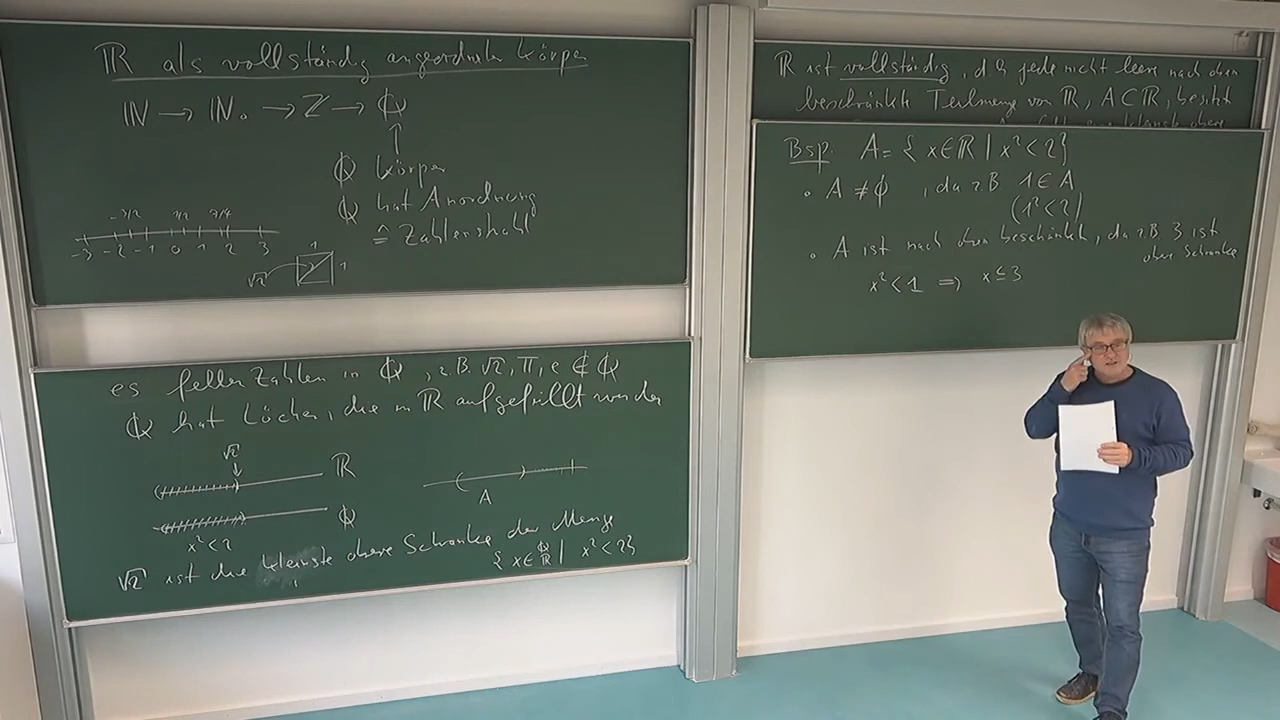 ℝ als vollständig angeordneter Körper
ℕ → ℕ₀ → ℤ → ℚ
↑
ℚ Körper
ℚ hat Anordnung
≙ Zahlenstrahl
-3/2 1/2 7/4
-3 -2 -1 0 1 2 3
1
√2 1
es fehlen Zahlen in ℚ, z.B. √2, π, e ∉ ℚ
ℚ hat Löcher, die in ℝ aufgefüllt werden
√2
ℝ
A
ℚ
x² < 2
√2 ist die kleinste obere Schranke der Menge
{ x ∈ ℚ ℝ | x² < 2 }
ℝ ist vollständig, d.h. jede nicht leere nach oben
beschränkte Teilmenge von ℝ, A ⊂ ℝ, besitzt
obere
Bsp. A = { x ∈ ℝ | x² < 2 }
• A ≠ ∅, da z.B 1 ∈ A
(1² < 2)
• A ist nach oben beschränkt, da z.B. 3 ist
obere Schranke
x² < 1 ⇒ x ≤ 3